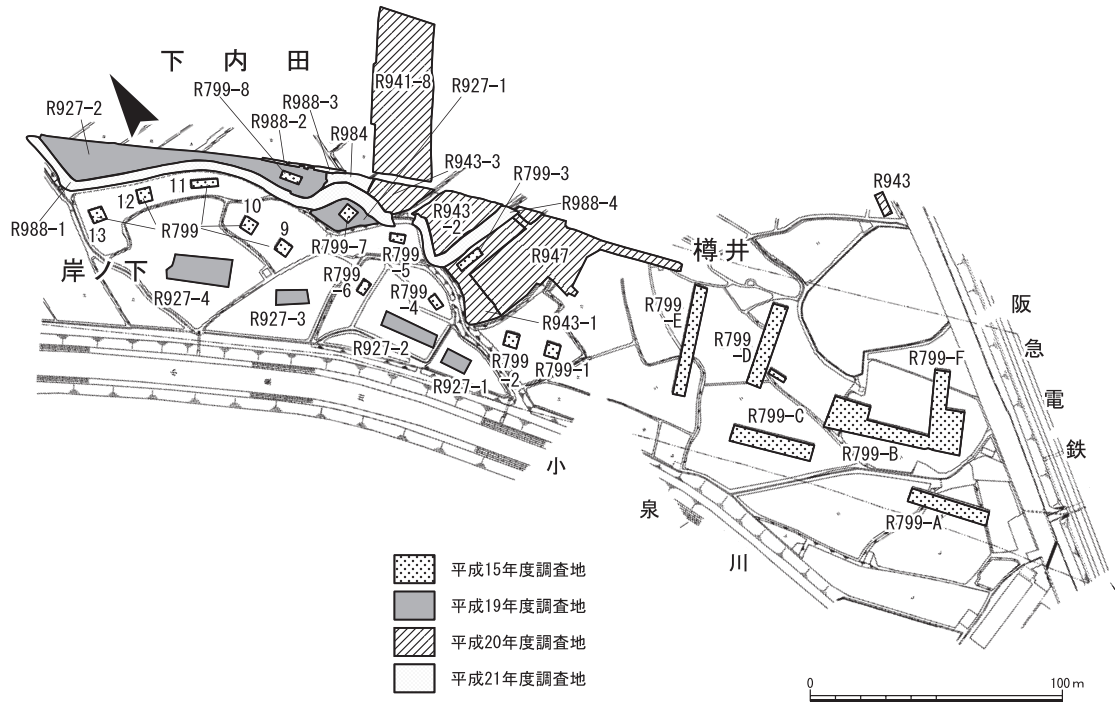 下内田
R941-8
R927-1
R799-8
R988-3
R927-2
R988-2
R984
R943-3
R799-3
R988-4
R943
R943
-2
R947
樽井
11
12
10
13
R799
9
R988-1
R799-7
R799
-5
R799
-6
R799
-4
岸ノ下
R927-4
R927-3
R927-2
R927-1
R943-1
R799
-2
R799-1
R799
-E
R799
-D
R799-F
R799-C
R799-B
R799-A
阪急電鉄
小泉川
平成15年度調査地
平成19年度調査地
平成20年度調査地
平成21年度調査地
0
100m